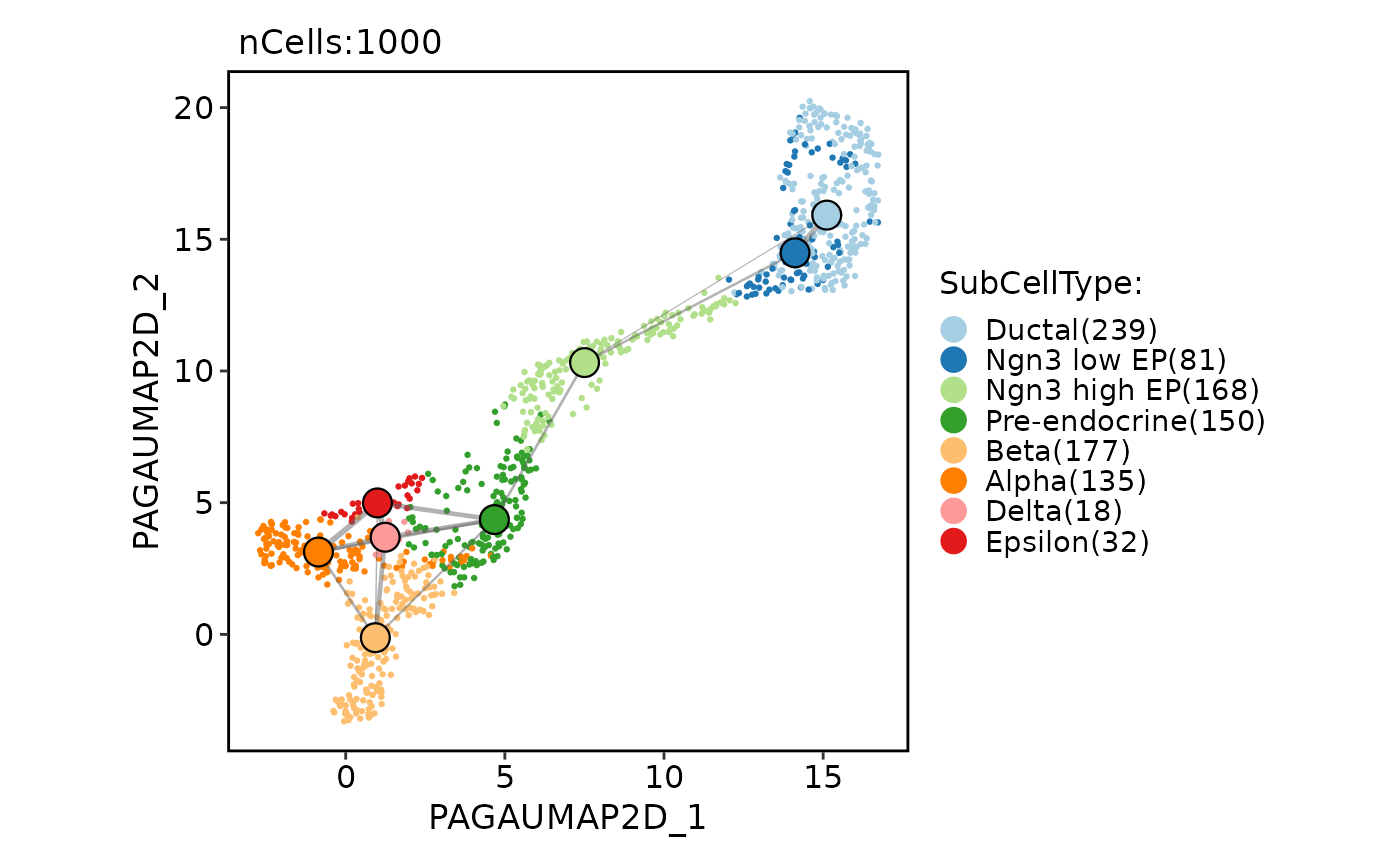 nCells:1000
20
15
10
5
0
PAGAUMAP2D_2
0 5 10 15
PAGAUMAP2D_1
SubCellType:
Ductal(239)
Ngn3 low EP(81)
Ngn3 high EP(168)
Pre-endocrine(150)
Beta(177)
Alpha(135)
Delta(18)
Epsilon(32)